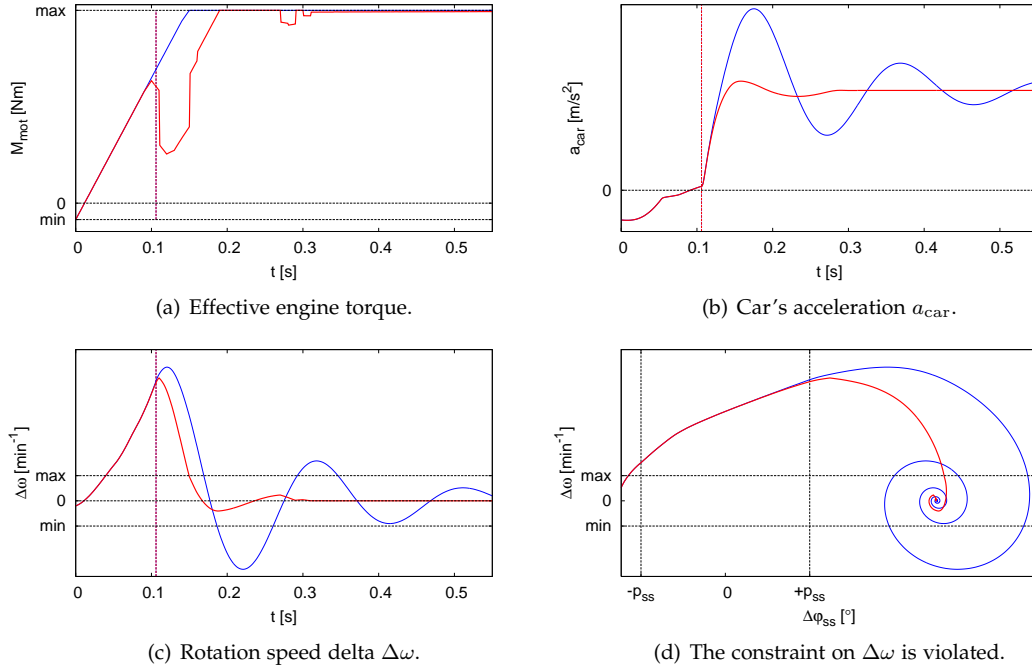 max
M_mot [Nm]
0
min
0 0.1 0.2 0.3 0.4 0.5
t [s]
(a) Effective engine torque.
a_car [m/s²]
0
0 0.1 0.2 0.3 0.4 0.5
t [s]
(b) Car's acceleration a_car.
Δω [min⁻¹]
max
0
min
0 0.1 0.2 0.3 0.4 0.5
t [s]
(c) Rotation speed delta Δω.
Δω [min⁻¹]
max
0
min
-p_ss 0 +p_ss
Δφ_ss [°]
(d) The constraint on Δω is violated.